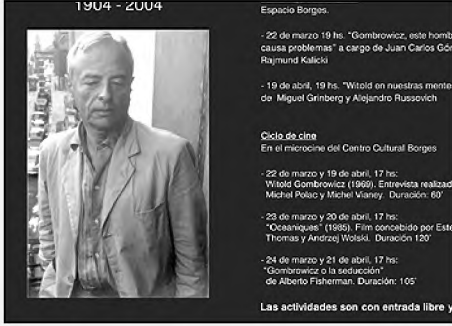 1904 - 2004
Espacio Borges.
- 22 de marzo 19 hs. "Gombrowicz, este homb
causa problemas" a cargo de Juan Carlos Góm
Rajmund Kalicki
- 19 de abril, 19 hs. "Witold en nuestras mente
de Miguel Grinberg y Alejandro Russovich
Ciclo de cine
En el microcine del Centro Cultural Borges
- 22 de marzo y 19 de abril, 17 hs:
Witold Gombrowicz (1969). Entrevista realizad
Michel Polac y Michel Vianey. Duración: 60'
- 23 de marzo y 20 de abril, 17 hs:
"Oceaniques" (1985). Film concebido por Este
Thomas y Andrzej Wolski. Duración 120'
- 24 de marzo y 21 de abril, 17 hs:
"Gombrowicz o la seducción"
de Alberto Fisherman. Duración: 105'
Las actividades son con entrada libre y